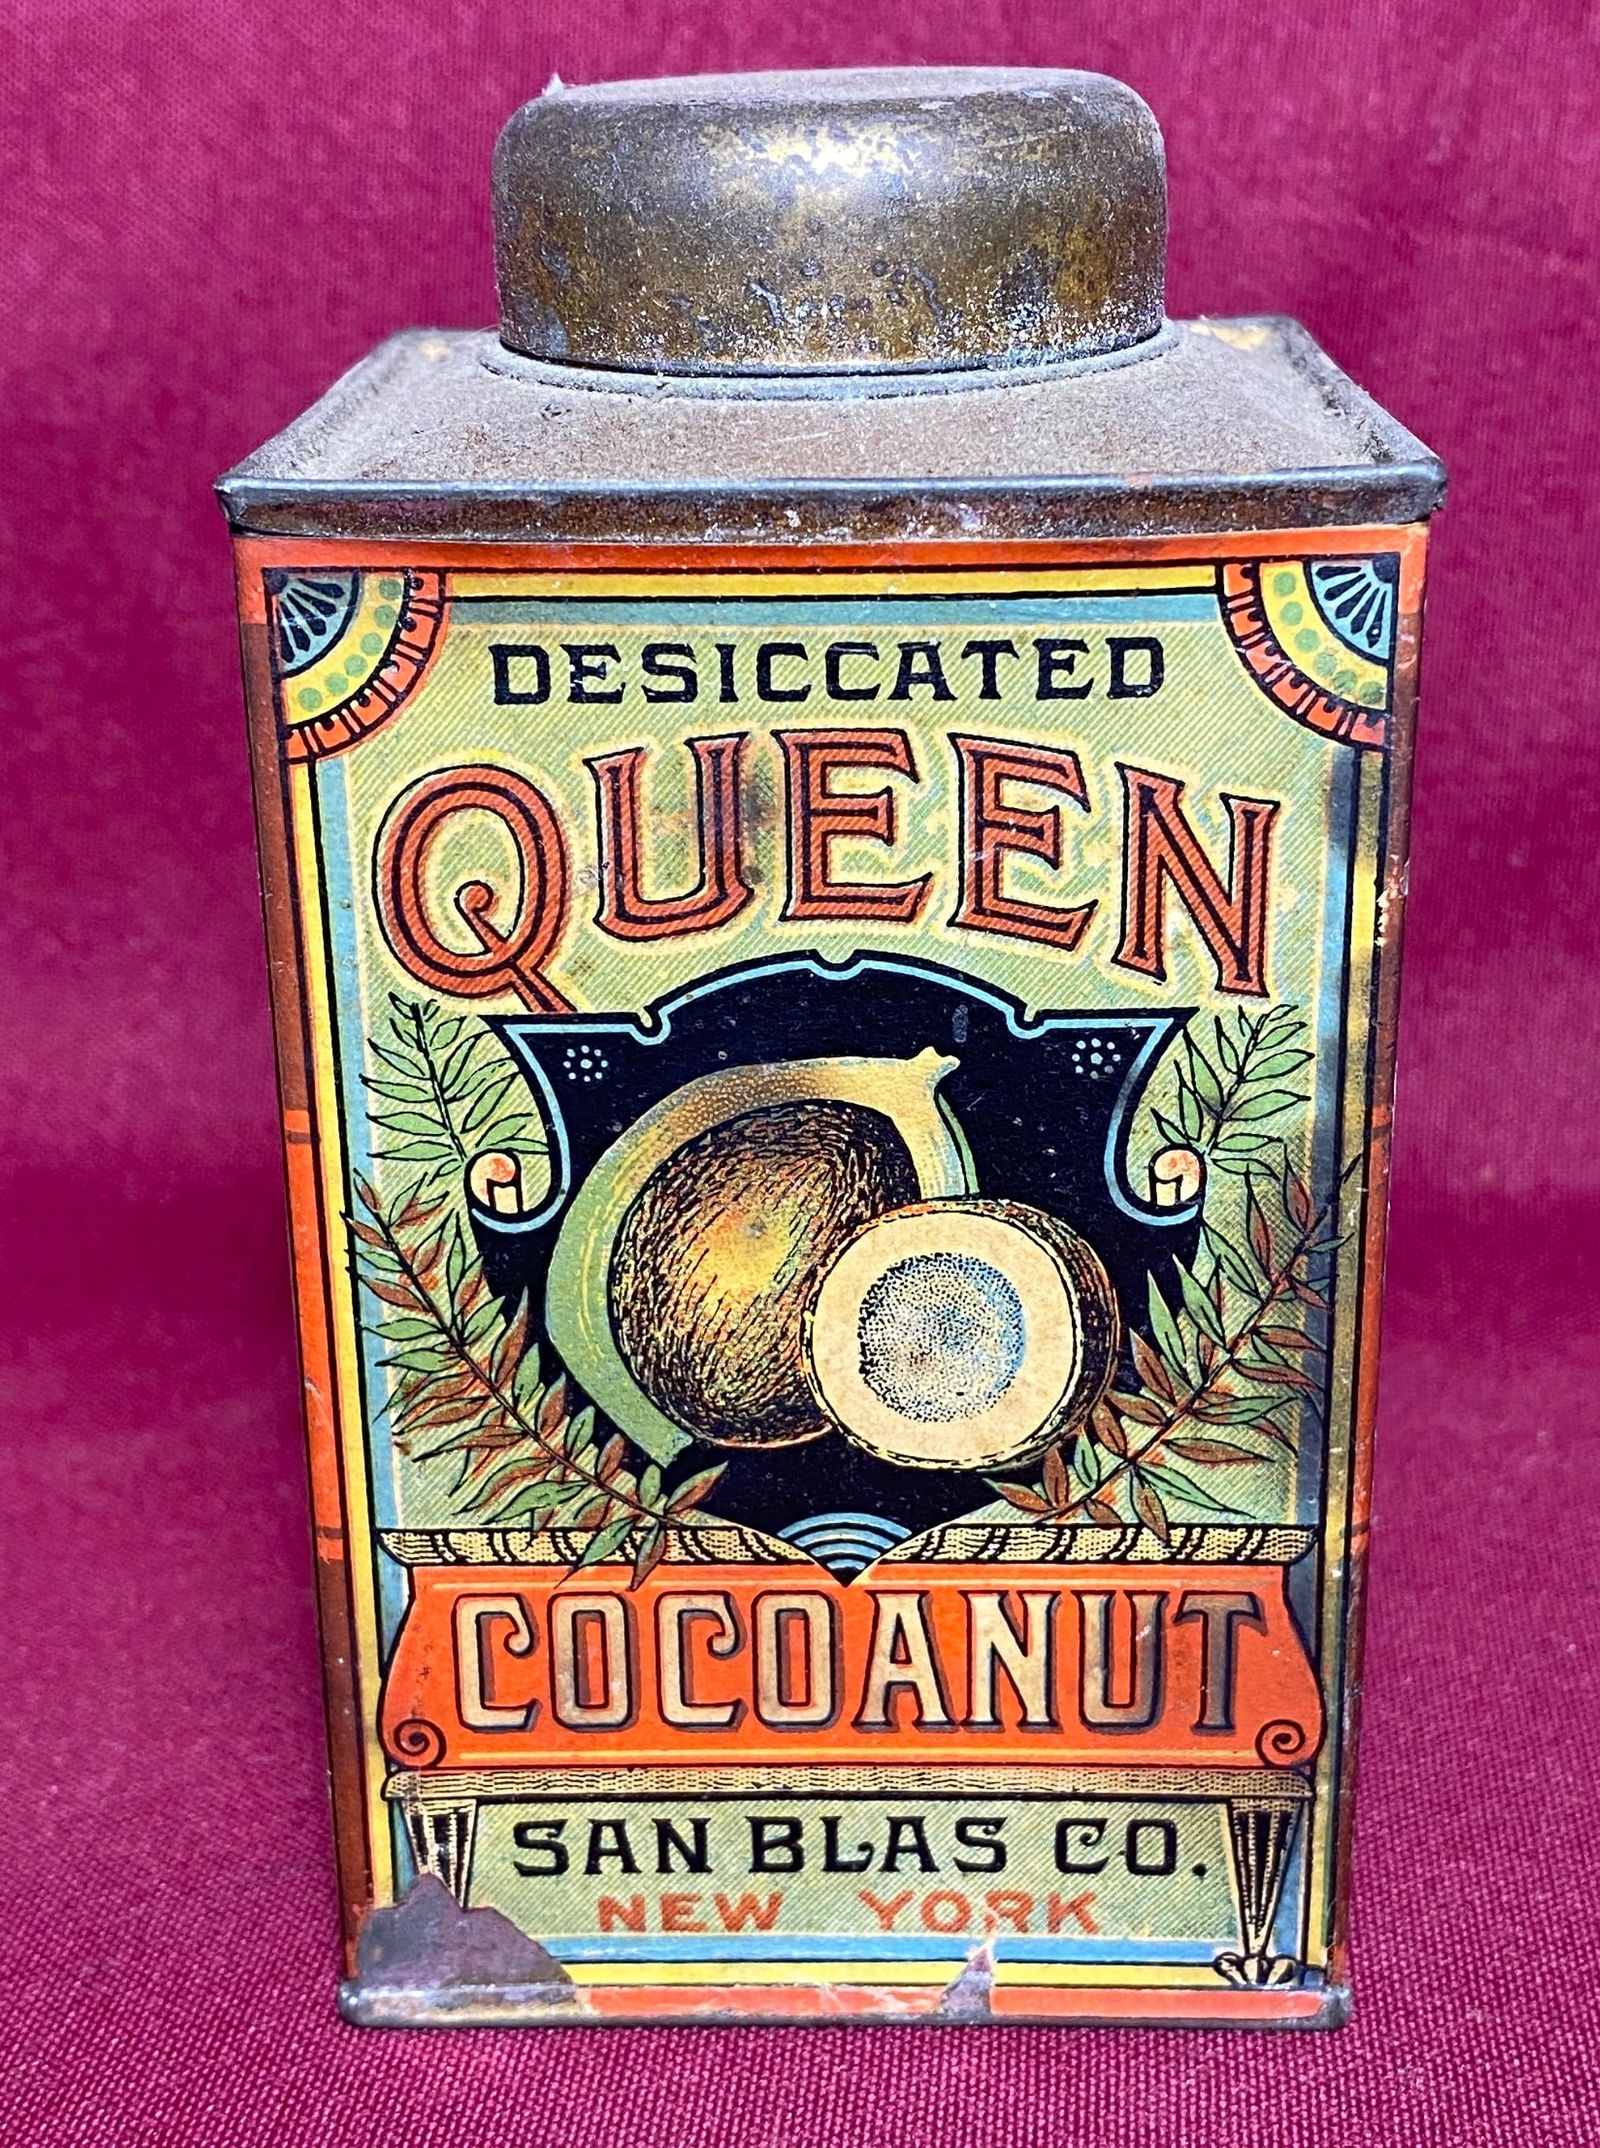 DESICCATED
QUEEN
COCOANUT
SAN BLAS CO.
NEW YORK